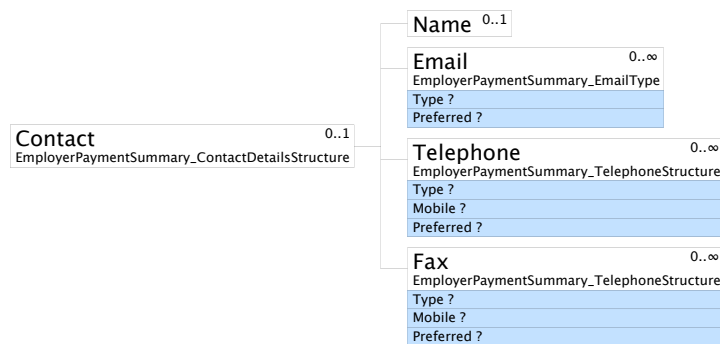 Name 0..1
Email 0..∞
EmployerPaymentSummary_EmailType
Type ?
Preferred ?
Contact 0..1
EmployerPaymentSummary_ContactDetailsStructure
Telephone 0..∞
EmployerPaymentSummary_TelephoneStructure
Type ?
Mobile ?
Preferred ?
Fax 0..∞
EmployerPaymentSummary_TelephoneStructure
Type ?
Mobile ?
Preferred ?